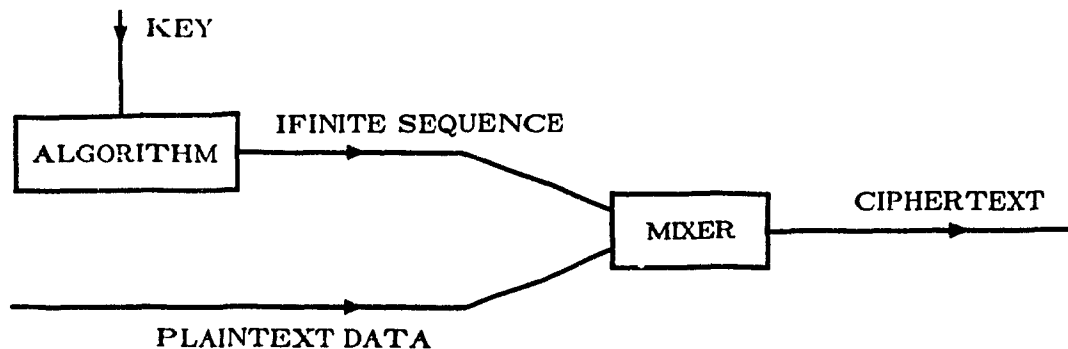 KEY
IFINITE SEQUENCE
ALGORITHM
CIPHERTEXT
MIXER
PLAINTEXT DATA